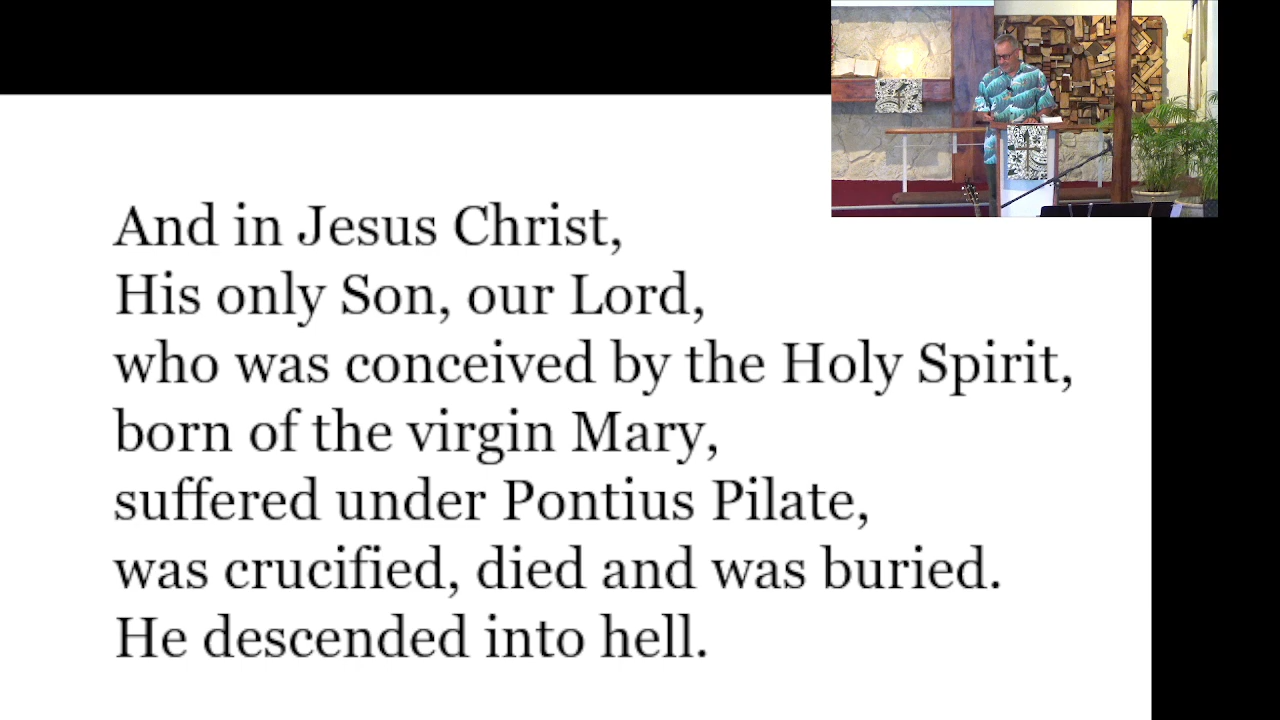 And in Jesus Christ,
His only Son, our Lord,
who was conceived by the Holy Spirit,
born of the virgin Mary,
suffered under Pontius Pilate,
was crucified, died and was buried.
He descended into hell.